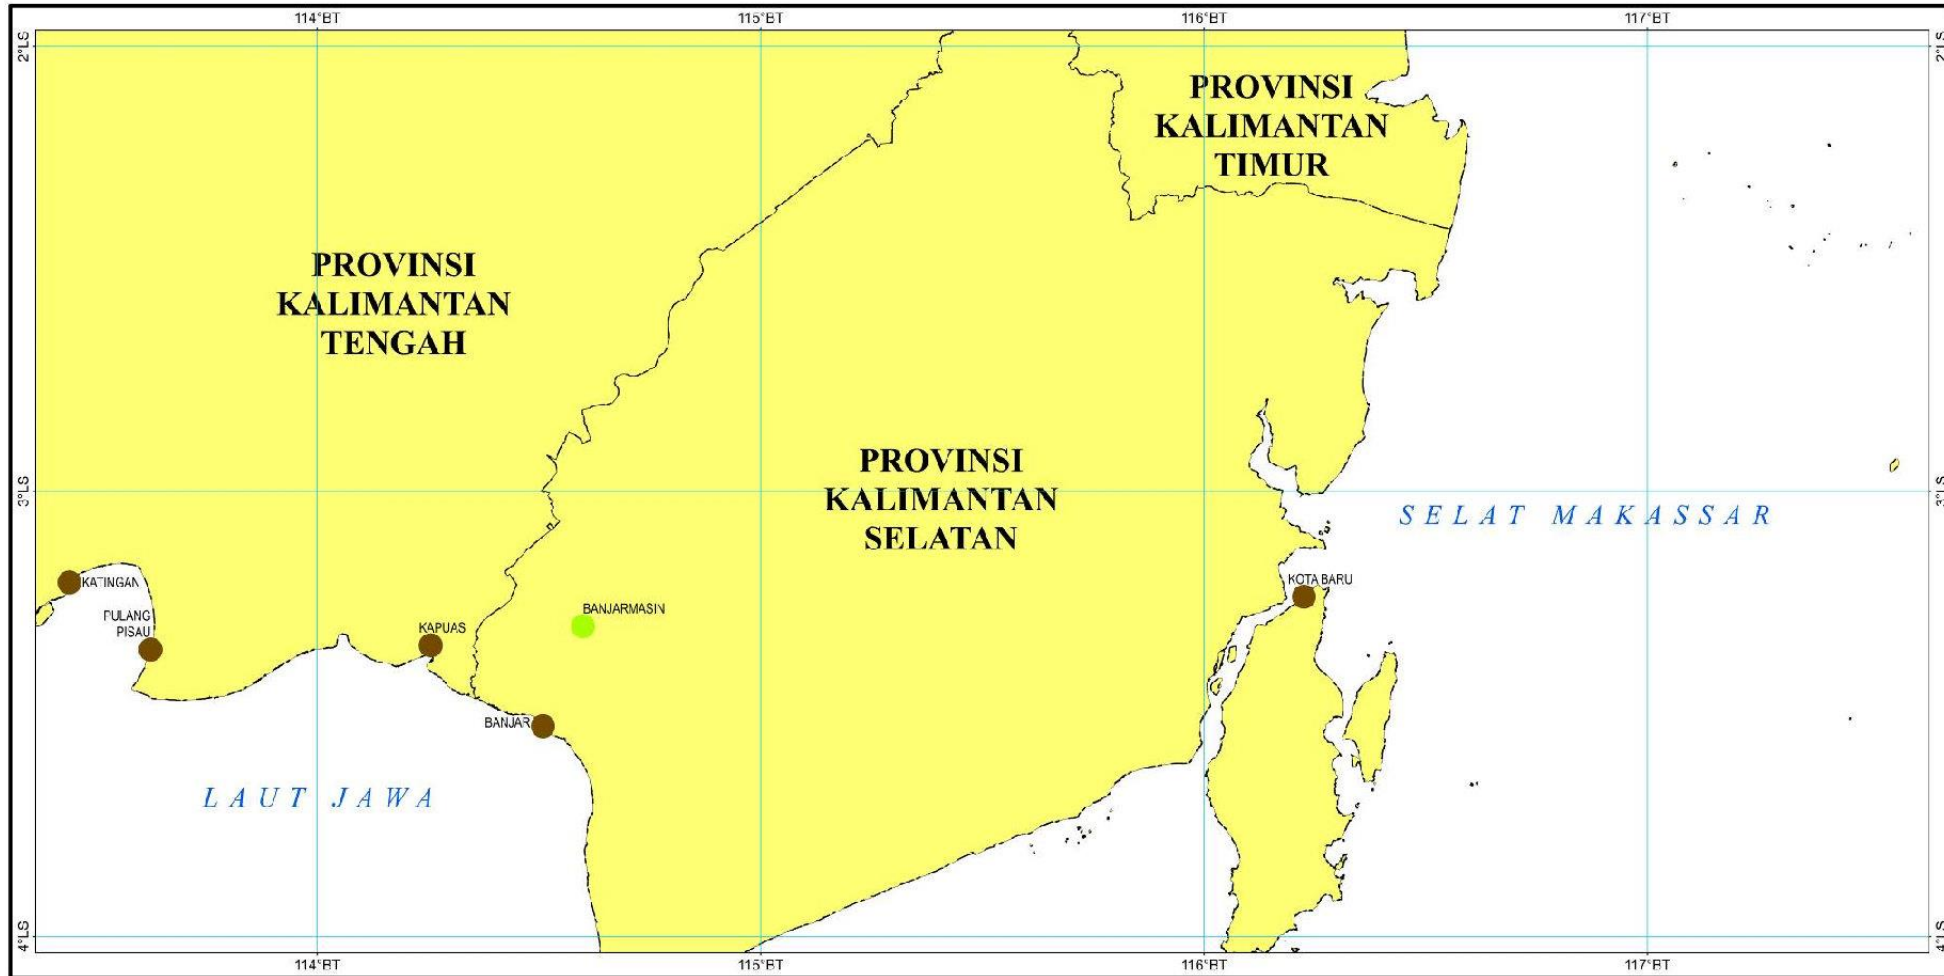 114°BT
115°BT
116°BT
117°BT
2°LS
2°LS
PROVINSI
KALIMANTAN
TIMUR
PROVINSI
KALIMANTAN
TENGAH
PROVINSI
KALIMANTAN
SELATAN
3°LS
3°LS
SELAT MAKASSAR
KATINGAN
KOTA BARU
PULANG
PISAU
BANJARMASIN
KAPUAS
BANJAR
LAUT JAWA
4°LS
4°LS
114°BT
115°BT
116°BT
117°BT